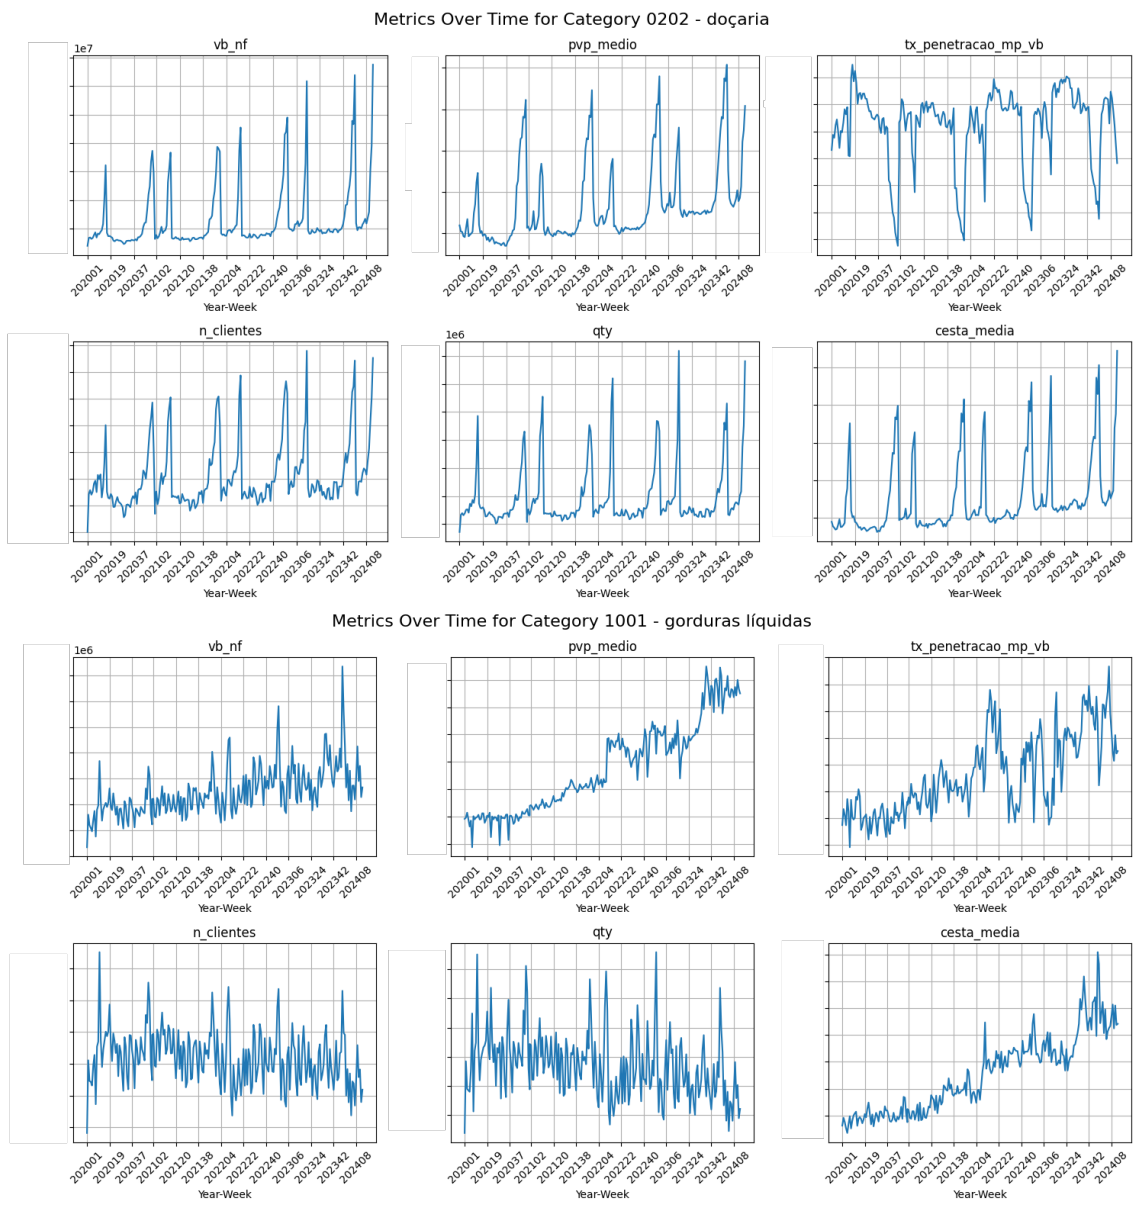 Metrics Over Time for Category 0202 - doçaria
vb_nf
pvp_medio
tx_penetracao_mp_vb
1e7
202001 202019 202037 202102 202120 202138 202204 202222 202240 202306 202324 202342 202408
202001 202019 202037 202102 202120 202138 202204 202222 202240 202306 202324 202342 202408
202001 202019 202037 202102 202120 202138 202204 202222 202240 202306 202324 202342 202408
Year-Week
Year-Week
Year-Week
n_clientes
qty
cesta_media
1e6
202001 202019 202037 202102 202120 202138 202204 202222 202240 202306 202324 202342 202408
202001 202019 202037 202102 202120 202138 202204 202222 202240 202306 202324 202342 202408
202001 202019 202037 202102 202120 202138 202204 202222 202240 202306 202324 202342 202408
Year-Week
Year-Week
Year-Week
Metrics Over Time for Category 1001 - gorduras líquidas
vb_nf
pvp_medio
tx_penetracao_mp_vb
1e6
202001 202019 202037 202102 202120 202138 202204 202222 202240 202306 202324 202342 202408
202001 202019 202037 202102 202120 202138 202204 202222 202240 202306 202324 202342 202408
202001 202019 202037 202102 202120 202138 202204 202222 202240 202306 202324 202342 202408
Year-Week
Year-Week
Year-Week
n_clientes
qty
cesta_media
202001 202019 202037 202102 202120 202138 202204 202222 202240 202306 202324 202342 202408
202001 202019 202037 202102 202120 202138 202204 202222 202240 202306 202324 202342 202408
202001 202019 202037 202102 202120 202138 202204 202222 202240 202306 202324 202342 202408
Year-Week
Year-Week
Year-Week